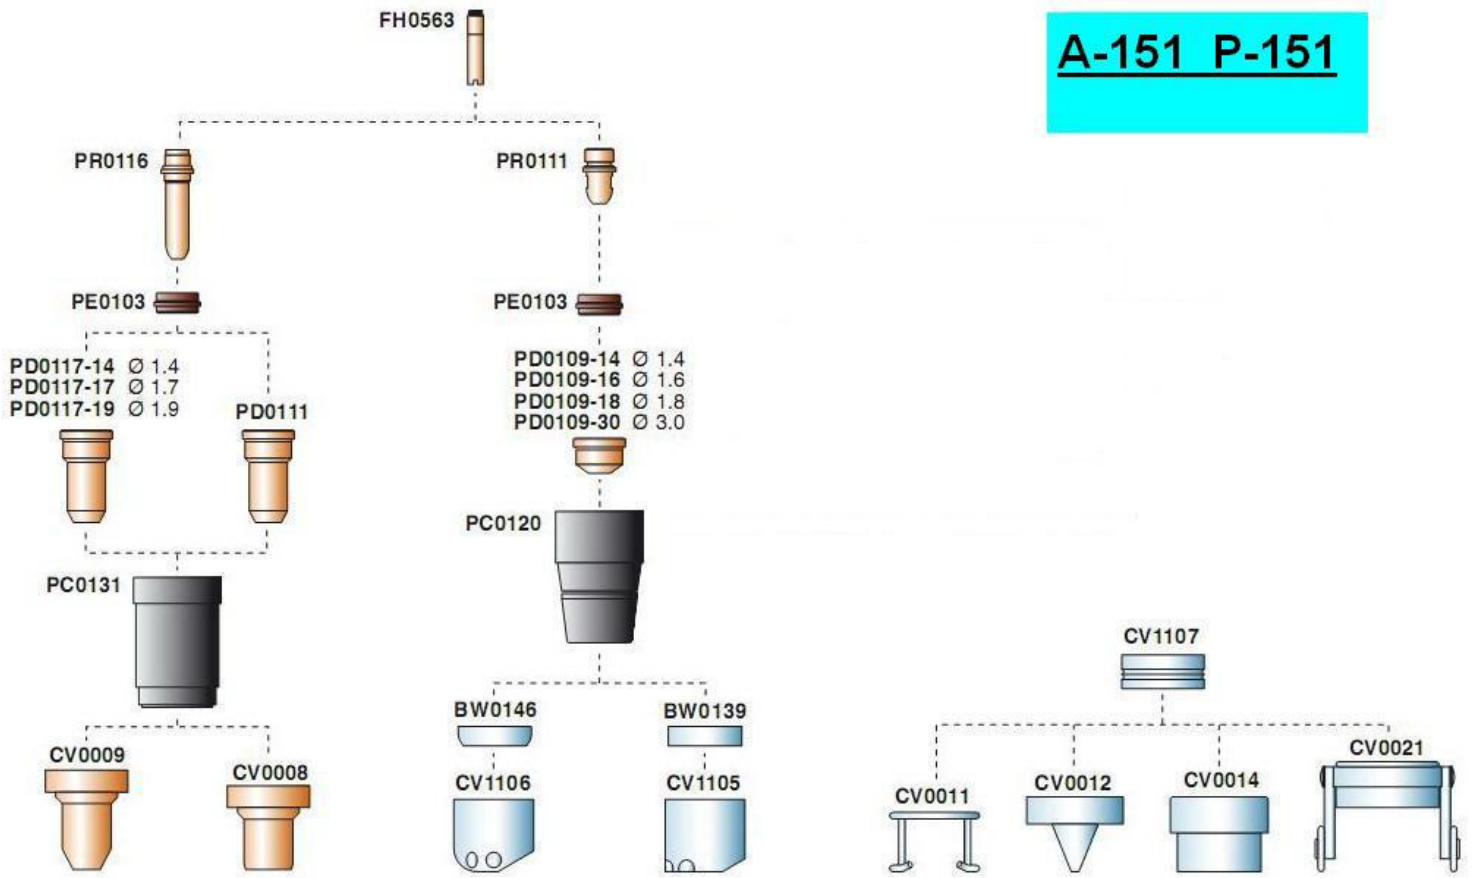 FH0563
A-151 P-151
PR0116
PR0111
PE0103
PE0103
PD0117-14 Ø 1.4
PD0117-17 Ø 1.7
PD0117-19 Ø 1.9
PD0111
PD0109-14 Ø 1.4
PD0109-16 Ø 1.6
PD0109-18 Ø 1.8
PD0109-30 Ø 3.0
PC0120
PC0131
CV1107
BW0146
BW0139
CV0009
CV0008
CV1106
CV1105
CV0011
CV0012
CV0014
CV0021